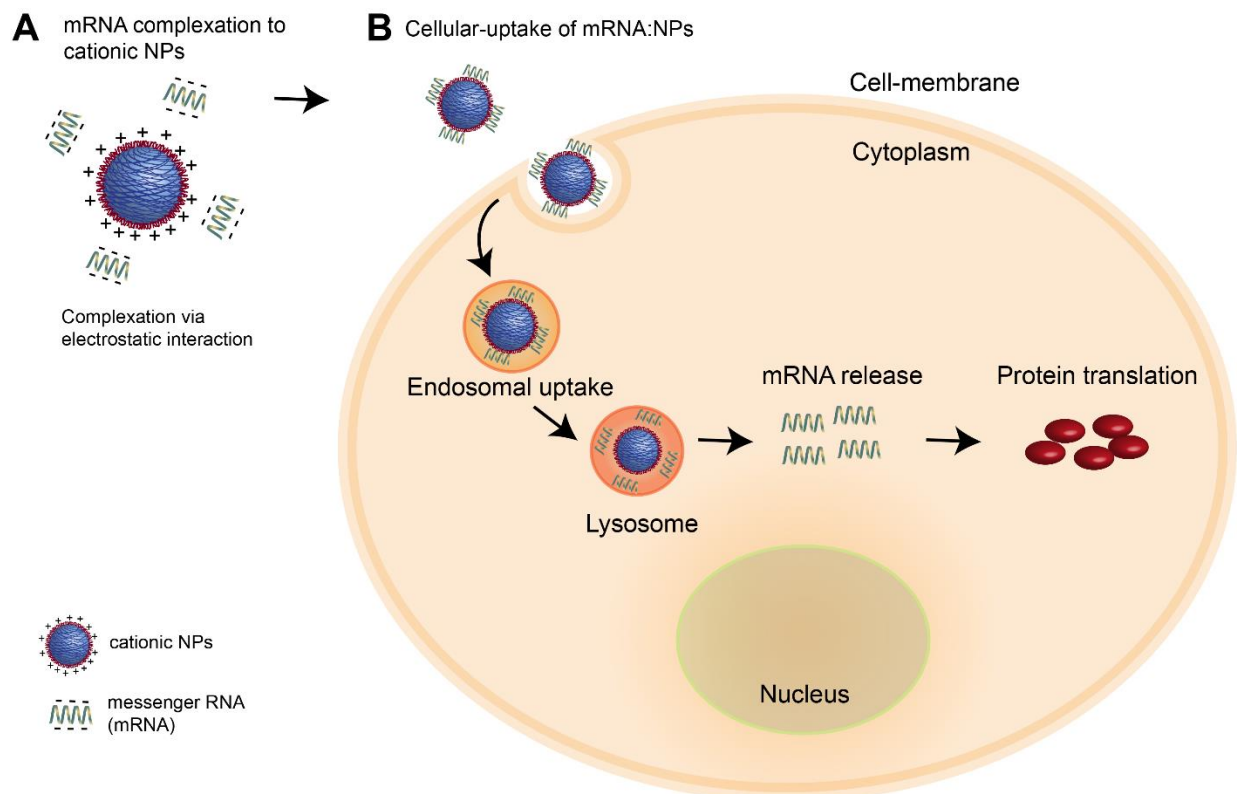 A
mRNA complexation to
cationic NPs
Complexation via
electrostatic interaction
cationic NPs
messenger RNA
(mRNA)
B
Cellular-uptake of mRNA:NPs
Cell-membrane
Cytoplasm
Endosomal uptake
Lysosome
mRNA release
Protein translation
Nucleus